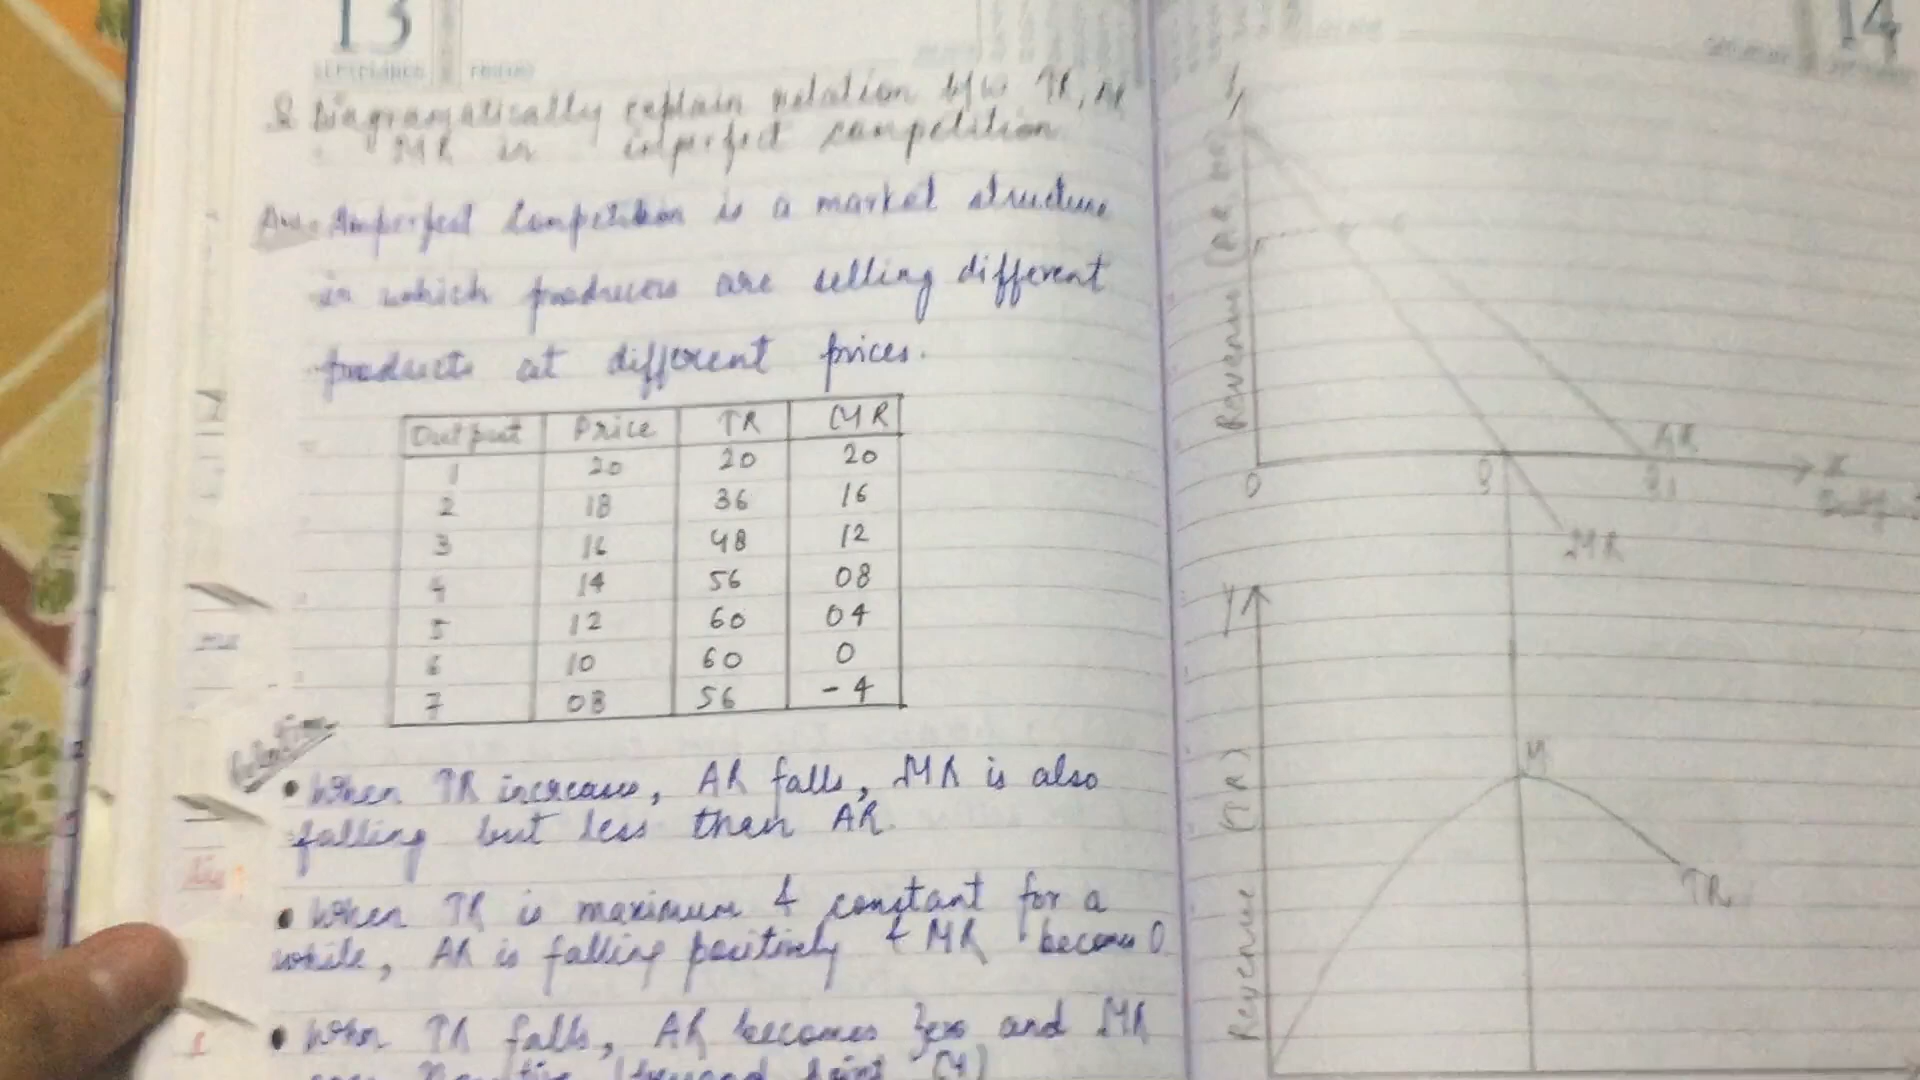 13
SEPTEMBER FRIDAY
Q Diagramatically explain relation b/w TR, AR
MR in imperfect competition
Ans. Imperfect Competition is a market structure
in which producers are selling different
products at different prices.
Output Price TR MR
1 20 20 20
2 18 36 16
3 16 48 12
4 14 56 08
5 12 60 04
6 10 60 0
7 08 56 -4
Relation
• When TR increases, AR falls, MR is also
falling but less than AR.
• When TR is maximum & constant for a
while, AR is falling positively & MR becomes 0
• When TR falls, AR becomes zero and MR
14
Y
Revenue (AR, MR)
AR
O
X
MR
Y
Revenue (TR)
M
TR